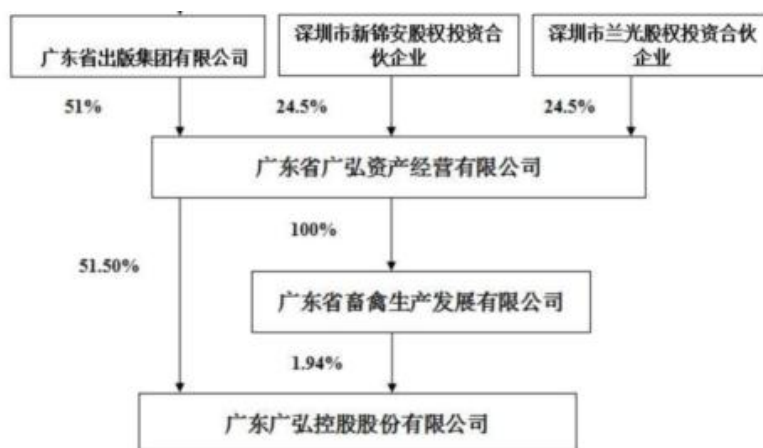 广东省出版集团有限公司
深圳市新锦安股权投资合
伙企业
深圳市兰光股权投资合伙
企业
51%
24.5%
24.5%
广东省广弘资产经营有限公司
100%
51.50%
广东省畜禽生产发展有限公司
1.94%
广东广弘控股股份有限公司